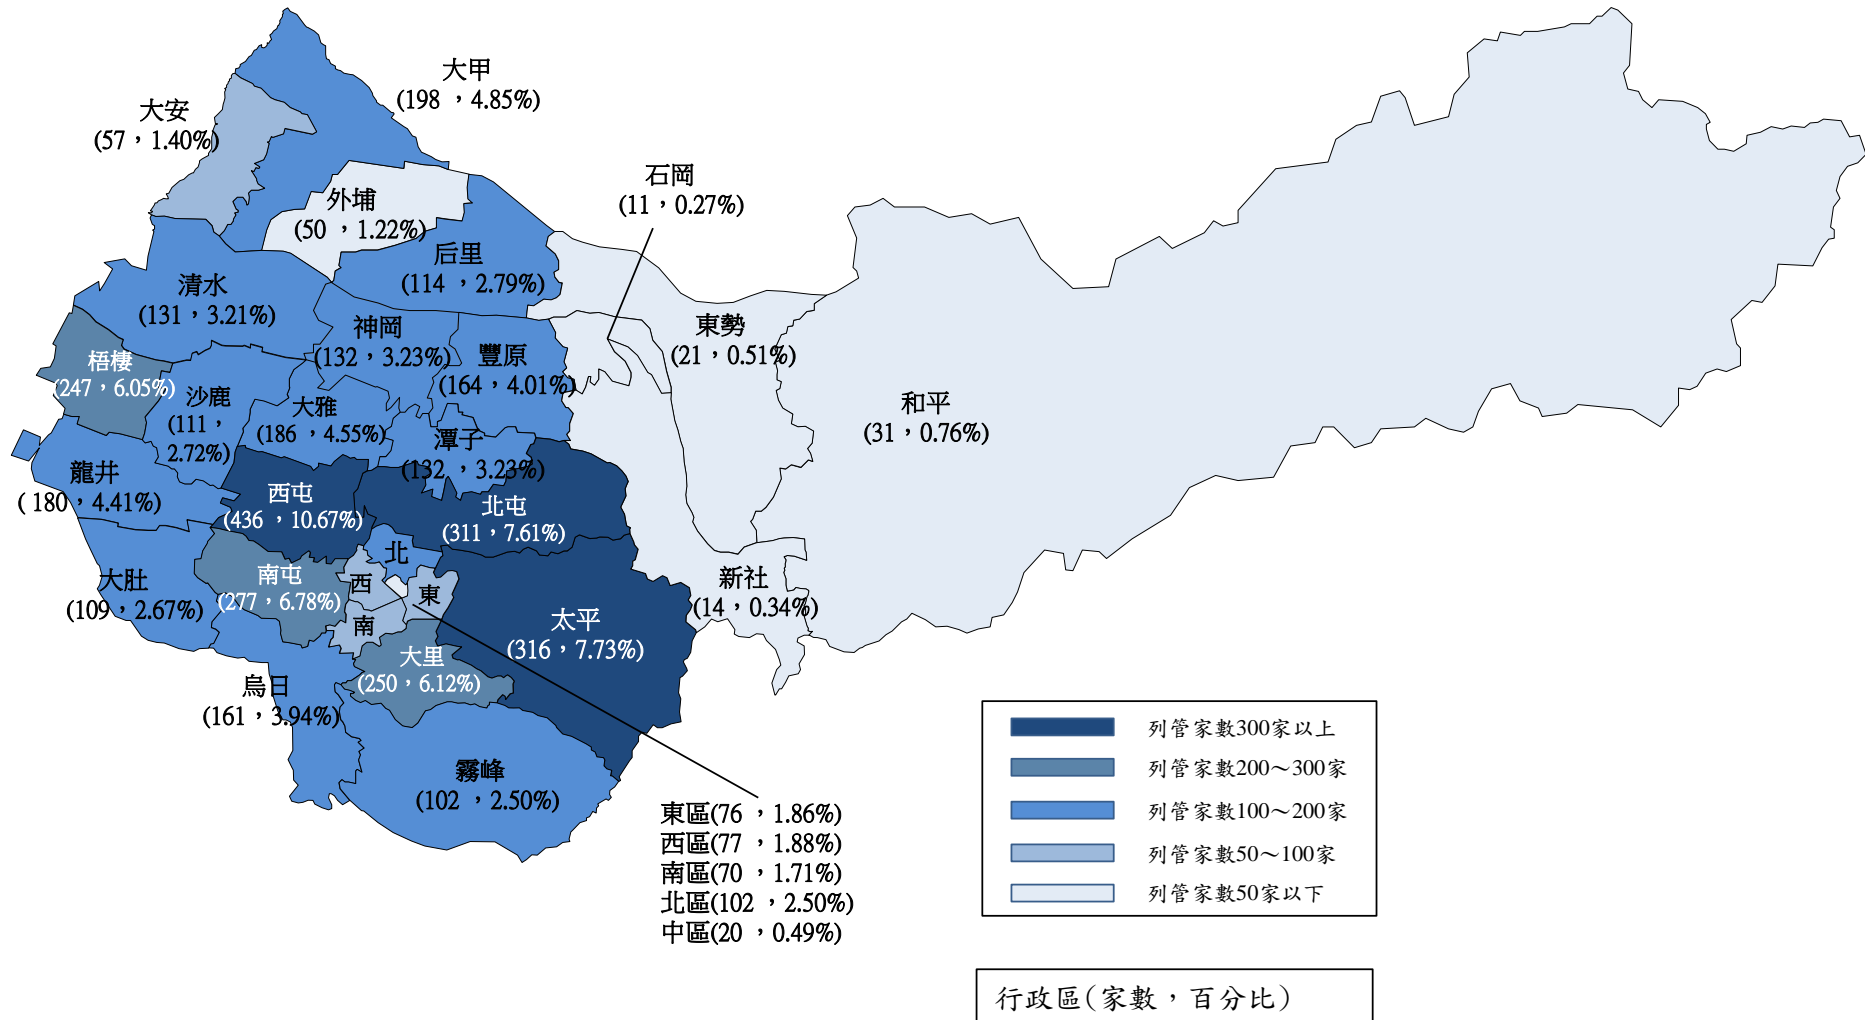 大甲
(198 ，4.85%)
大安
(57，1.40%)
石岡
(11，0.27%)
外埔
(50 ，1.22%)
后里
(114 ，2.79%)
清水
(131，3.21%)
神岡
(132，3.23%)
東勢
(21，0.51%)
豐原
(164，4.01%)
梧棲
(247，6.05%)
沙鹿
(111，
2.72%)
大雅
(186，4.55%)
和平
(31，0.76%)
潭子
(132 ，3.23%)
龍井
( 180，4.41%)
西屯
(436 ，10.67%)
北屯
(311，7.61%)
北
大肚
(109，2.67%)
南屯
(277，6.78%)
西
東
新社
(14，0.34%)
南
太平
(316，7.73%)
大里
(250，6.12%)
烏日
(161，3.94%)
霧峰
(102 ，2.50%)
東區(76 ，1.86%)
西區(77 ，1.88%)
南區(70 ，1.71%)
北區(102 ，2.50%)
中區(20 ，0.49%)
列管家數300家以上
列管家數200～300家
列管家數100～200家
列管家數50～100家
列管家數50家以下
行政區(家數，百分比)